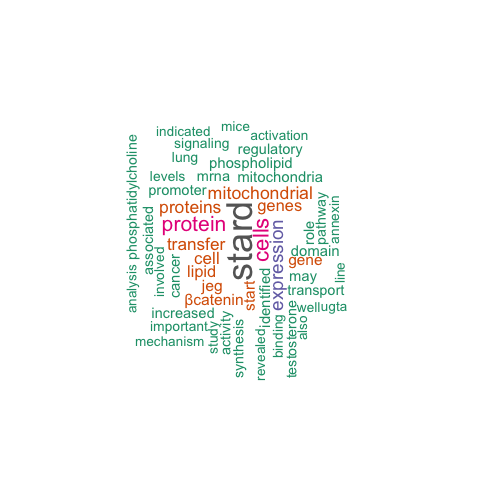 indicated
mice
activation
signaling
regulatory
lung
phospholipid
levels
mrna
mitochondria
promoter
mitochondrial
proteins
genes
protein
stard
cells
expression
transfer
cell
lipid
jeg
βcatenin
start
gene
domain
role
pathway
annexin
may
transport
line
phosphatidylcholine
analysis
associated
involved
cancer
increased
important
mechanism
study
activity
synthesis
revealed
identified
binding
testosterone
also
well
ugta